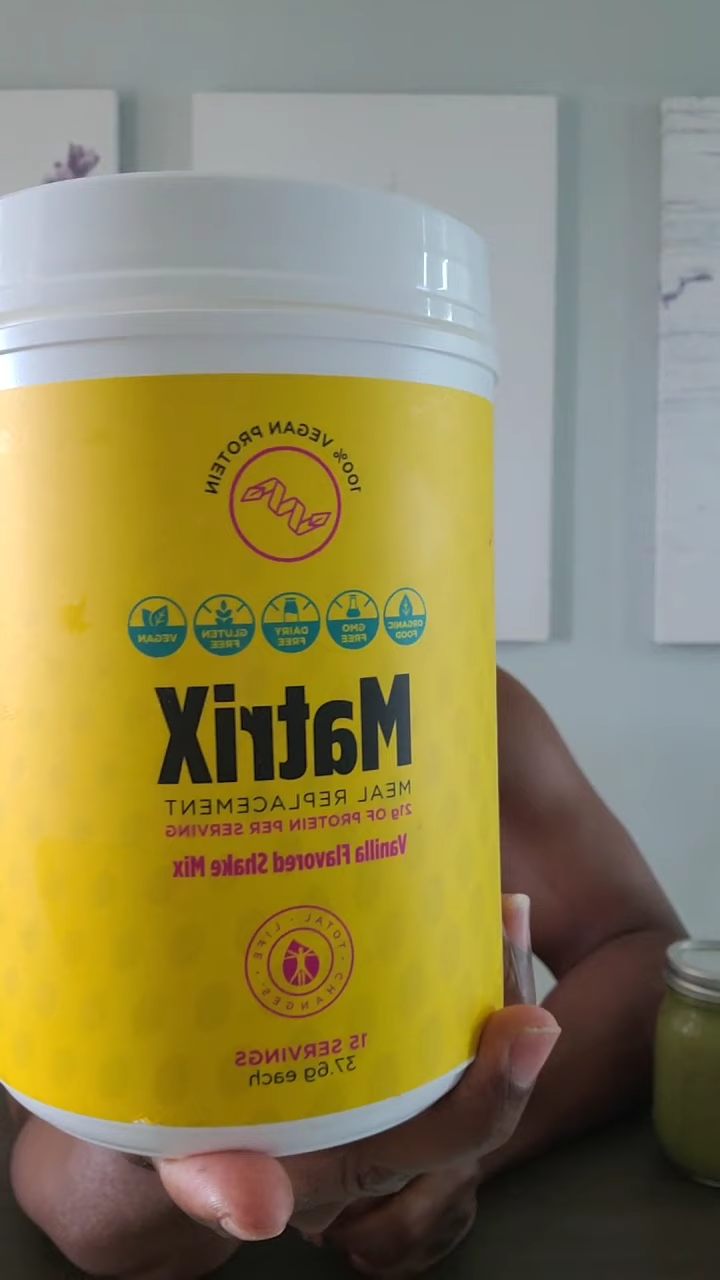 100% VEGAN PROTEIN
ORGANIC FOOD
GMO FREE
DAIRY FREE
GLUTEN FREE
VEGAN
MatriX
MEAL REPLACEMENT
21g OF PROTEIN PER SERVING
Vanilla Flavored Shake Mix
TOTAL · LIFE · CHANGES ·
15 SERVINGS
37.6g each